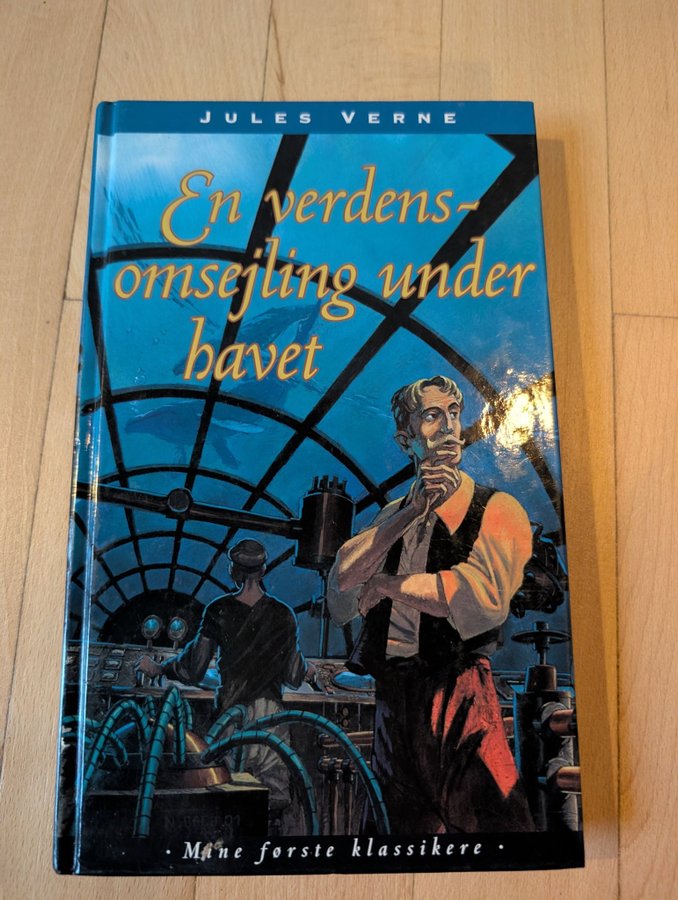 JULES VERNE
En verdens-
omsejling under
havet
· Mine første klassikere ·